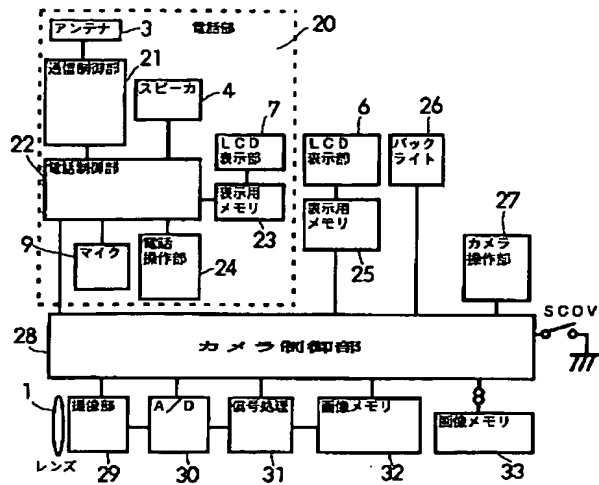 アンテナ
3
電話部
20
通信制御部
21
スピーカ
4
7
6
26
22
電話制御部
LCD
表示部
LCD
表示部
バック
ライト
表示用
メモリ
23
表示用
メモリ
25
27
9
マイク
電話
操作部
24
カメラ
操作部
SCOV
28
カメラ制御部
1
レンズ
撮像部
29
A/D
30
信号処理
31
画像メモリ
32
画像メモリ
33